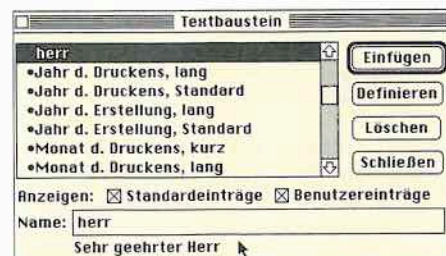 Textbaustein
herr
•Jahr d. Druckens, lang
•Jahr d. Druckens, Standard
•Jahr d. Erstellung, lang
•Jahr d. Erstellung, Standard
•Monat d. Druckens, kurz
•Monat d. Druckens, lang
Einfügen
Definieren
Löschen
Schließen
Anzeigen: Standardeinträge Benutzereinträge
Name: herr
Sehr geehrter Herr